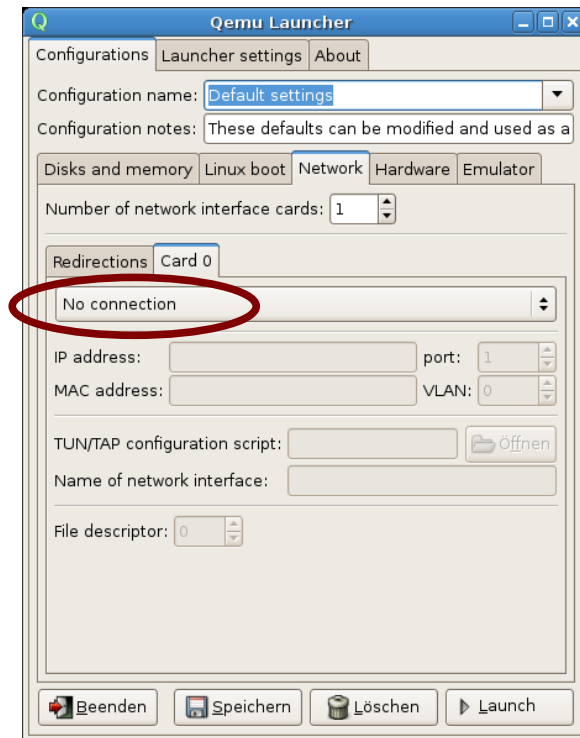 Qemu Launcher
Configurations Launcher settings About
Configuration name: Default settings
Configuration notes: These defaults can be modified and used as a
Disks and memory Linux boot Network Hardware Emulator
Number of network interface cards: 1
Redirections Card 0
No connection
IP address: port: 1
MAC address: VLAN: 0
TUN/TAP configuration script: Öffnen
Name of network interface:
File descriptor: 0
Beenden Speichern Löschen Launch